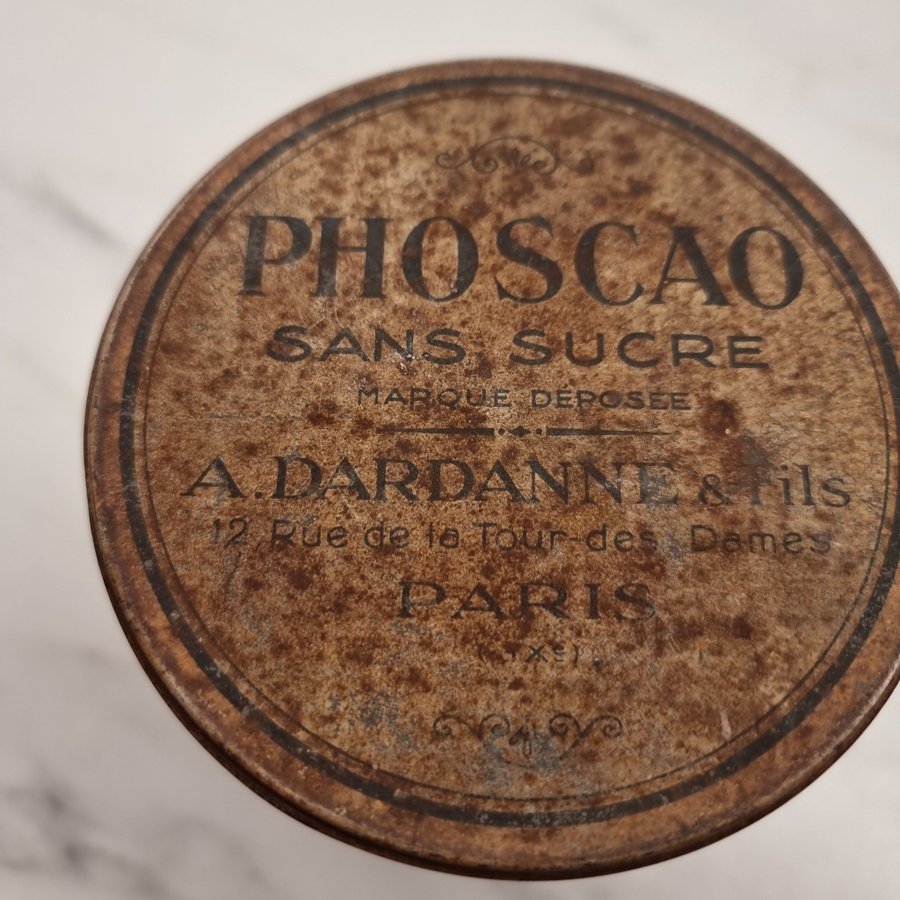 PHOSCAO
SANS SUCRE
MARQUE DÉPOSÉE
A. DARDANNE & Fils
12, Rue de la Tour-des-Dames
PARIS